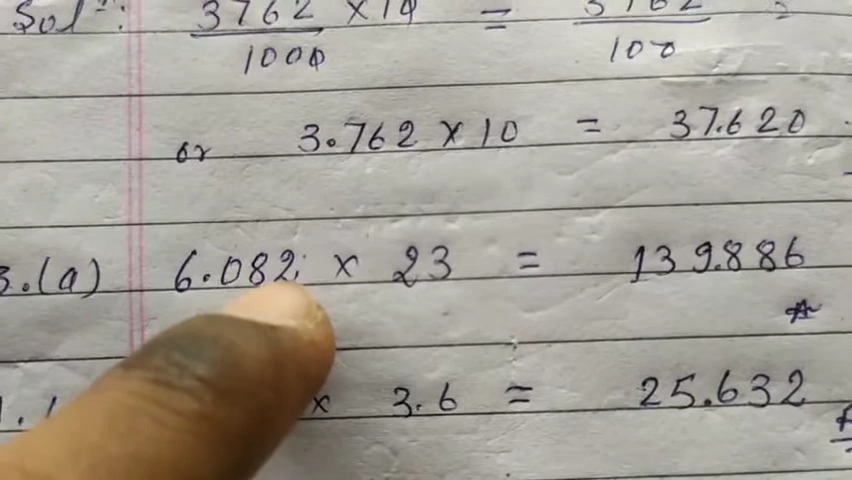 Solⁿ: 3762 × 10 / 1000 = 3762 / 100 =
or 3.762 × 10 = 37.620
3.(a) 6.082 × 23 = 139.886
× 3.6 = 25.632